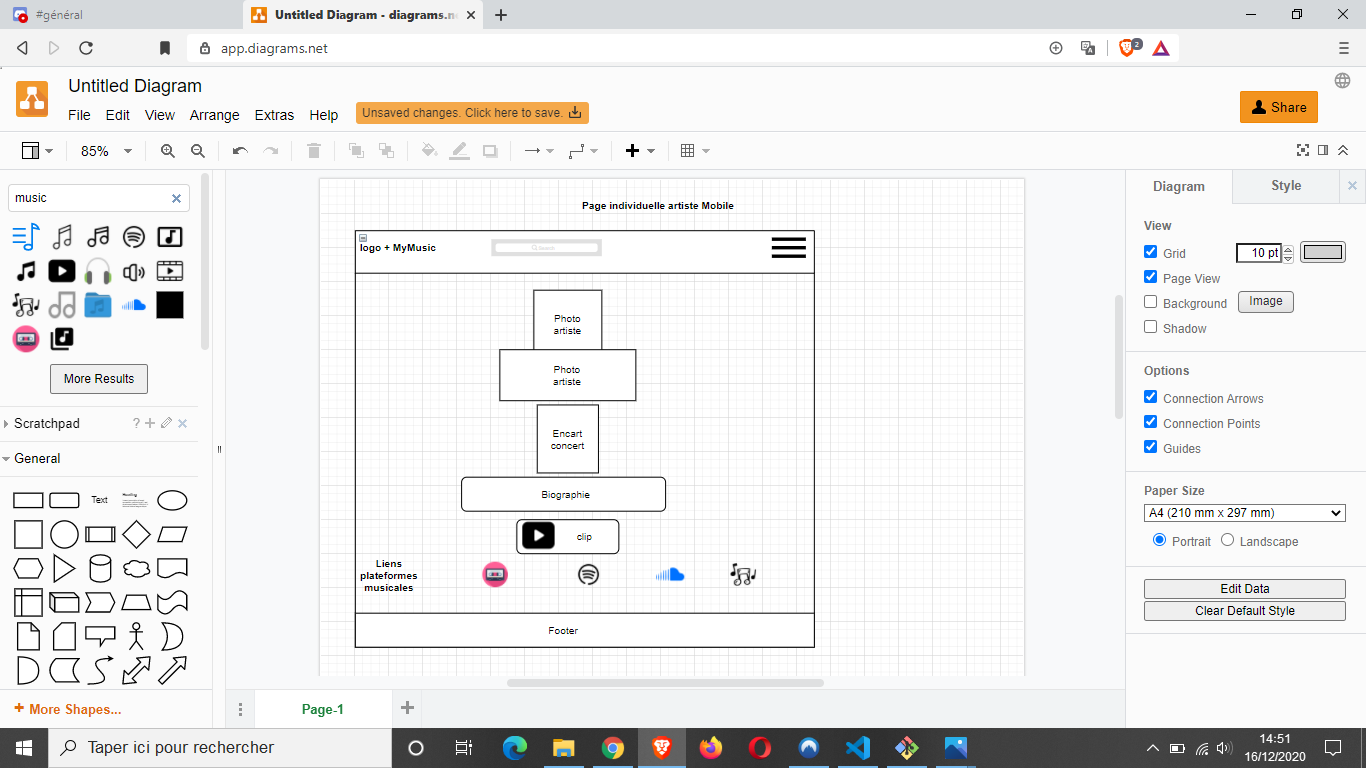 #général
Untitled Diagram - diagrams.n
app.diagrams.net
2
Untitled Diagram
File Edit View Arrange Extras Help
Unsaved changes. Click here to save.
Share
85%
music
More Results
Scratchpad
?
General
Text
Heading
More Shapes...
Page individuelle artiste Mobile
logo + MyMusic
Search
Photo
artiste
Photo
artiste
Encart
concert
Biographie
clip
Liens
plateformes
musicales
Footer
Page-1
Diagram
Style
View
Grid
10 pt
Page View
Background
Image
Shadow
Options
Connection Arrows
Connection Points
Guides
Paper Size
A4 (210 mm x 297 mm)
Portrait
Landscape
Edit Data
Clear Default Style
Taper ici pour rechercher
14:51
16/12/2020